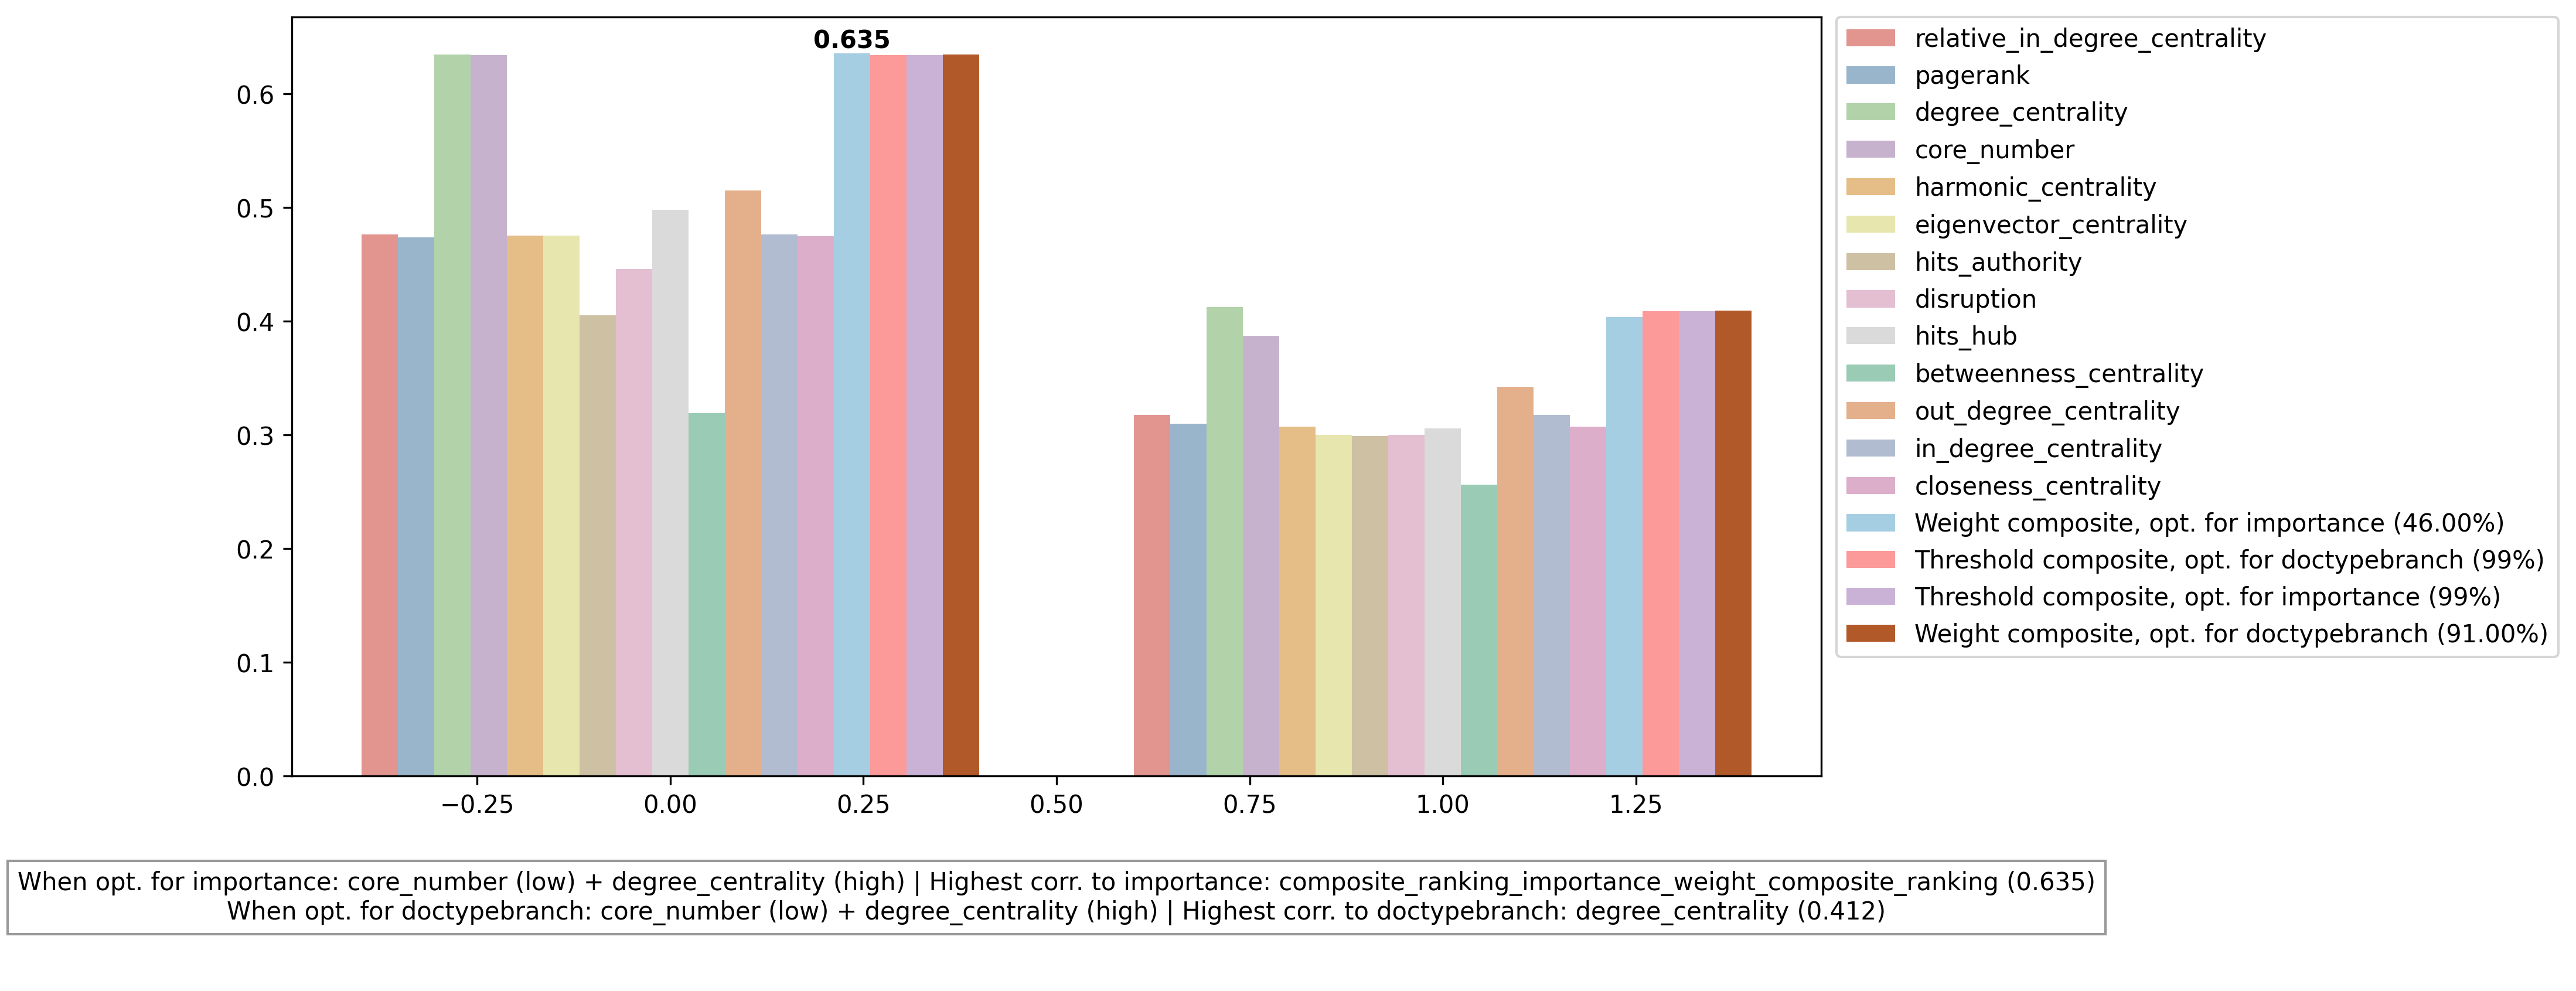 0.635
0.6
0.5
0.4
0.3
0.2
0.1
0.0
−0.25
0.00
0.25
0.50
0.75
1.00
1.25
relative_in_degree_centrality
pagerank
degree_centrality
core_number
harmonic_centrality
eigenvector_centrality
hits_authority
disruption
hits_hub
betweenness_centrality
out_degree_centrality
in_degree_centrality
closeness_centrality
Weight composite, opt. for importance (46.00%)
Threshold composite, opt. for doctypebranch (99%)
Threshold composite, opt. for importance (99%)
Weight composite, opt. for doctypebranch (91.00%)
When opt. for importance: core_number (low) + degree_centrality (high) | Highest corr. to importance: composite_ranking_importance_weight_composite_ranking (0.635)
When opt. for doctypebranch: core_number (low) + degree_centrality (high) | Highest corr. to doctypebranch: degree_centrality (0.412)